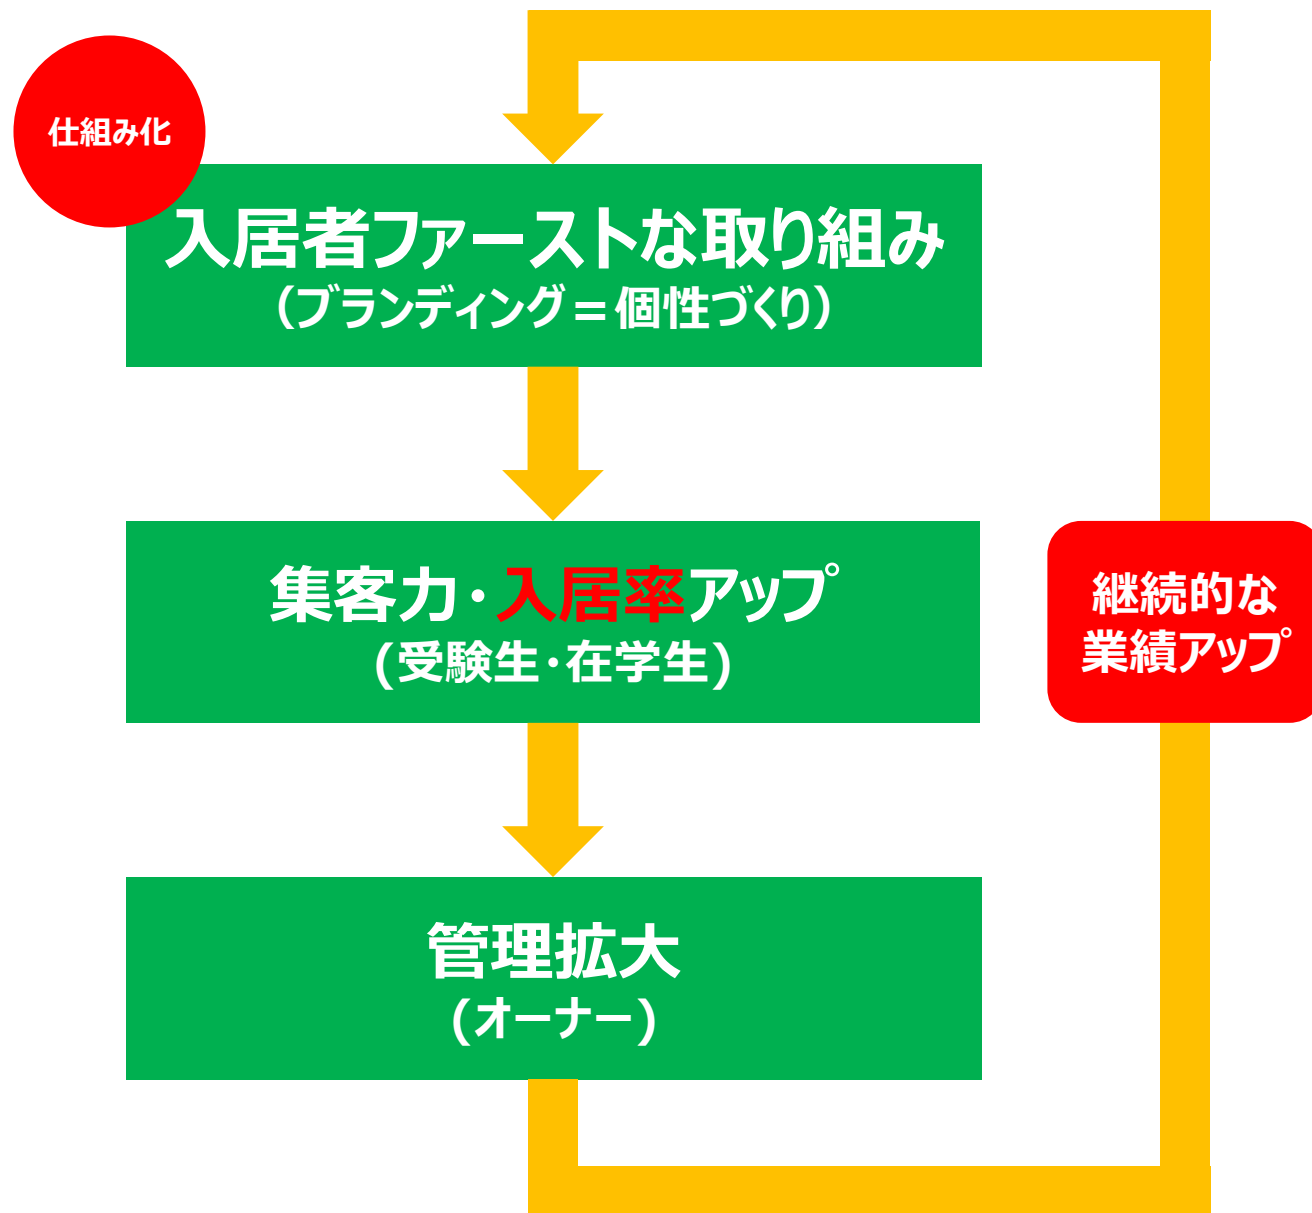 仕組み化
入居者ファーストな取り組み
（ブランディング＝個性づくり）
集客力・入居率アップ
(受験生・在学生)
継続的な
業績アップ
管理拡大
(オーナー)